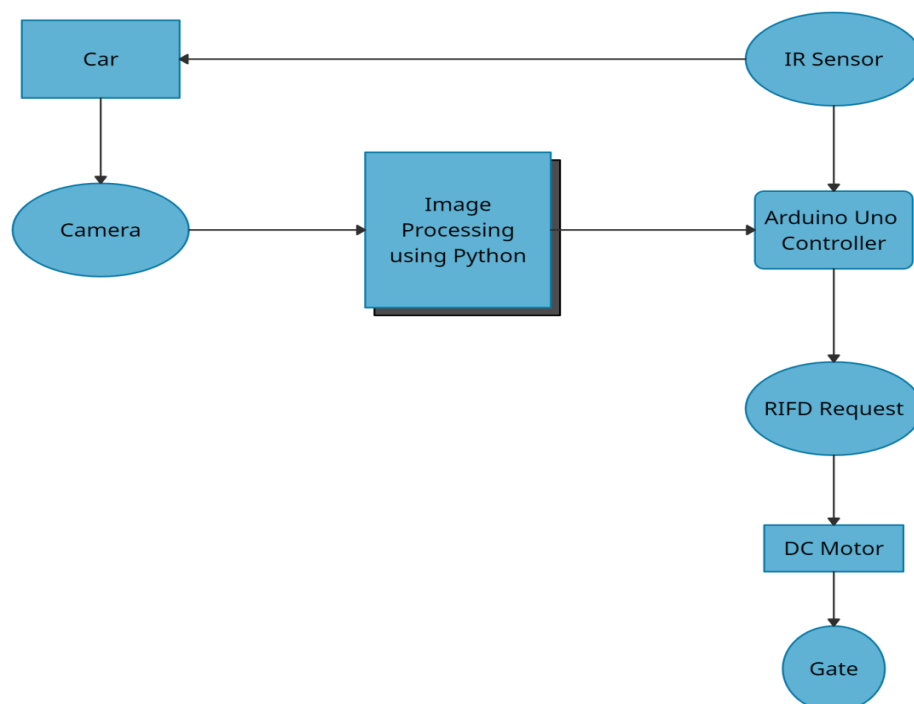 Car
IR Sensor
Camera
Image
Processing
using Python
Arduino Uno
Controller
RIFD Request
DC Motor
Gate